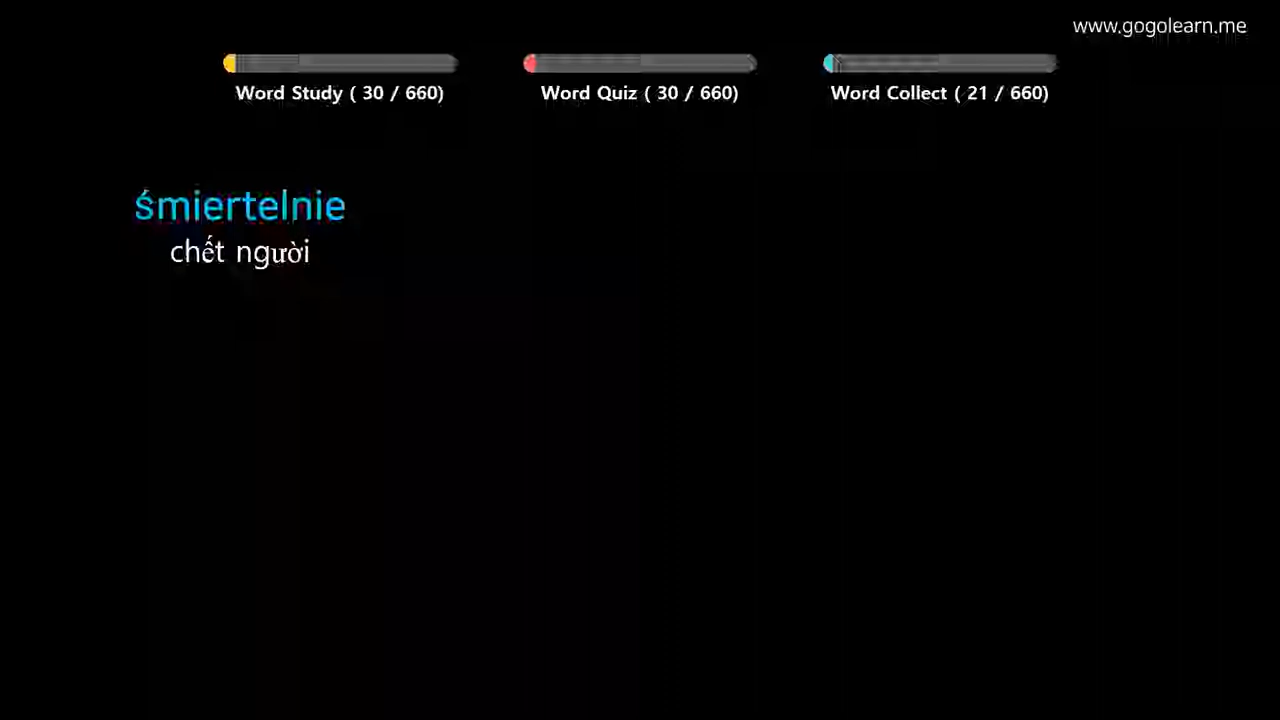 www.gogolearn.me
Word Study ( 30 / 660)
Word Quiz ( 30 / 660)
Word Collect ( 21 / 660)
śmiertelnie
chết người